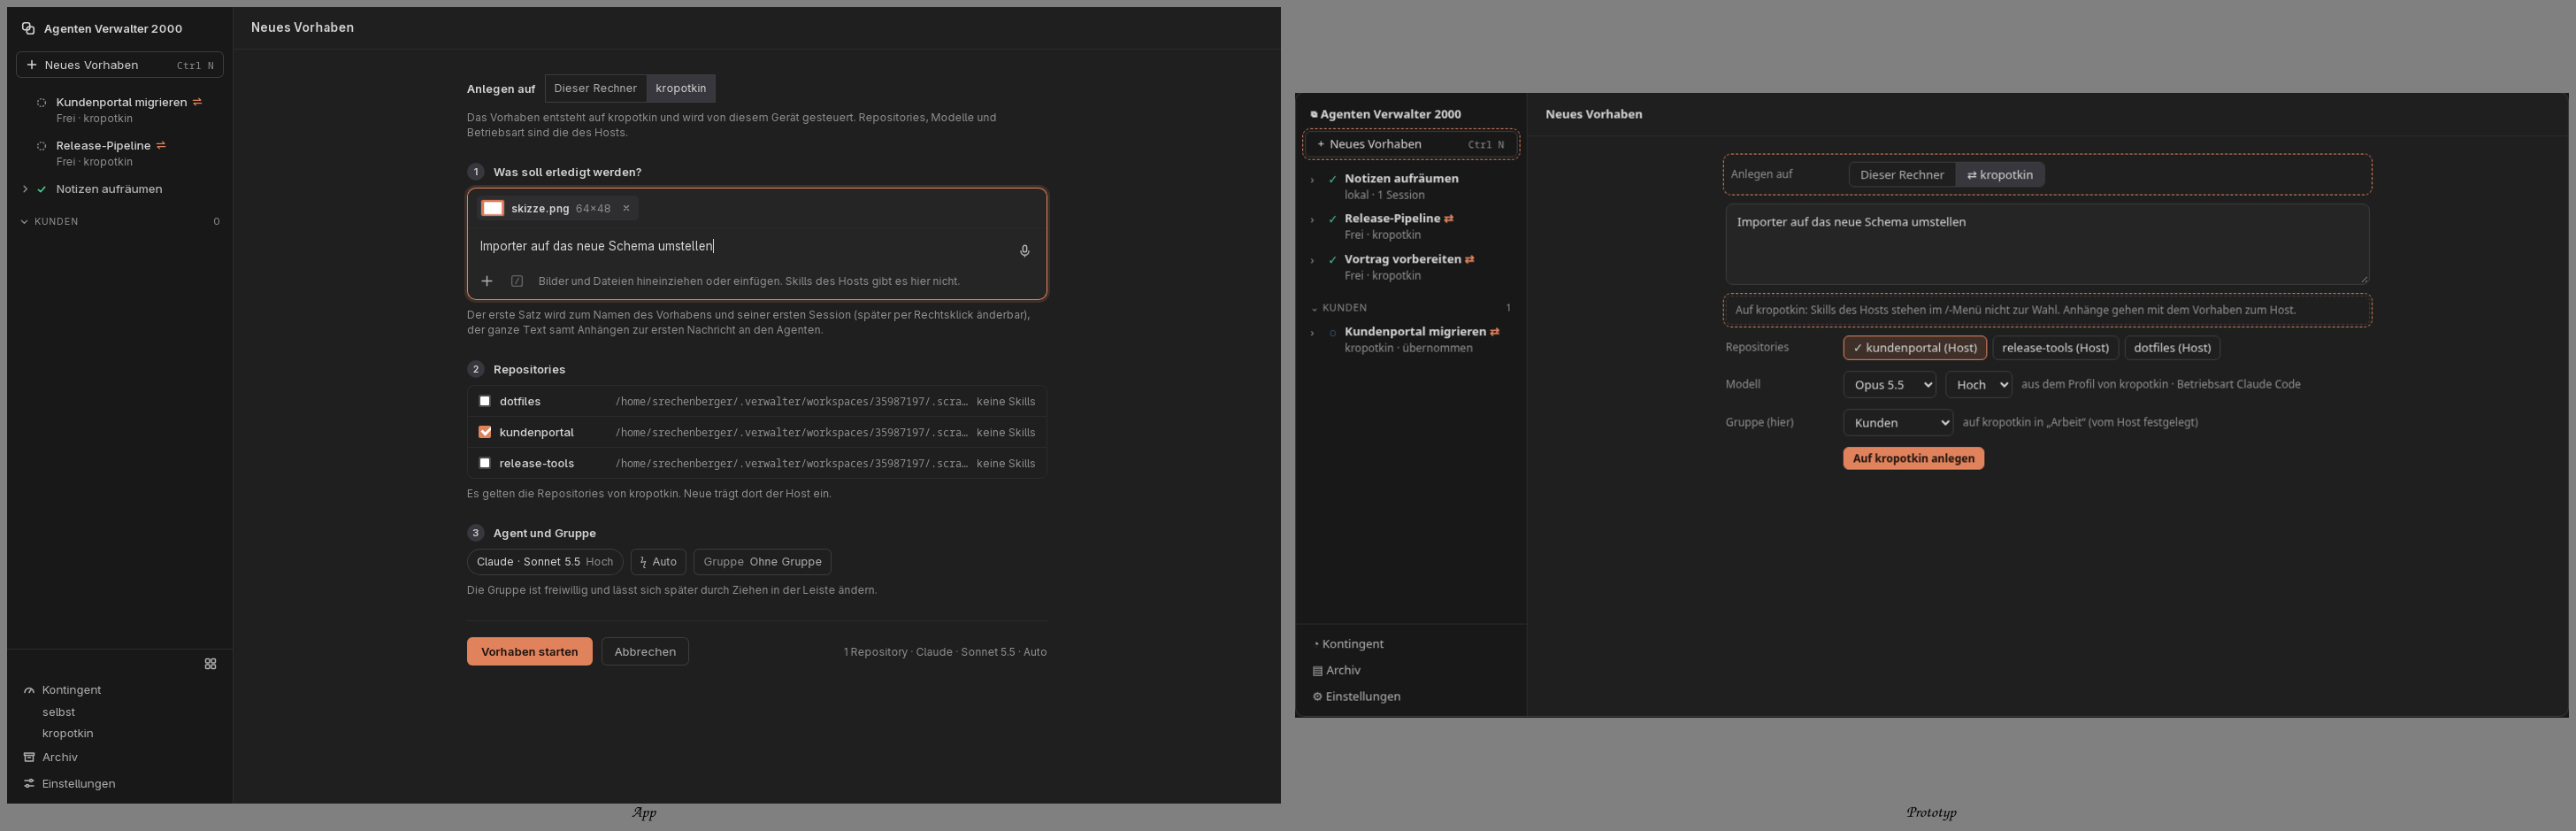 Agenten Verwalter 2000
Neues Vorhaben Ctrl N
Kundenportal migrieren ⇌
Frei · kropotkin
Release-Pipeline ⇌
Frei · kropotkin
Notizen aufräumen
KUNDEN 0
Kontingent
selbst
kropotkin
Archiv
Einstellungen
Neues Vorhaben
Anlegen auf Dieser Rechner kropotkin
Das Vorhaben entsteht auf kropotkin und wird von diesem Gerät gesteuert. Repositories, Modelle und
Betriebsart sind die des Hosts.
1 Was soll erledigt werden?
skizze.png 64×48 ×
Importer auf das neue Schema umstellen
/ Bilder und Dateien hineinziehen oder einfügen. Skills des Hosts gibt es hier nicht.
Der erste Satz wird zum Namen des Vorhabens und seiner ersten Session (später per Rechtsklick änderbar),
der ganze Text samt Anhängen zur ersten Nachricht an den Agenten.
2 Repositories
dotfiles /home/srechenberger/.verwalter/workspaces/35987197/.scra… keine Skills
kundenportal /home/srechenberger/.verwalter/workspaces/35987197/.scra… keine Skills
release-tools /home/srechenberger/.verwalter/workspaces/35987197/.scra… keine Skills
Es gelten die Repositories von kropotkin. Neue trägt dort der Host ein.
3 Agent und Gruppe
Claude · Sonnet 5.5 Hoch Auto Gruppe Ohne Gruppe
Die Gruppe ist freiwillig und lässt sich später durch Ziehen in der Leiste ändern.
Vorhaben starten Abbrechen 1 Repository · Claude · Sonnet 5.5 · Auto
App
Agenten Verwalter 2000
+ Neues Vorhaben Ctrl N
› ✓ Notizen aufräumen
lokal · 1 Session
› ✓ Release-Pipeline ⇄
Frei · kropotkin
› ✓ Vortrag vorbereiten ⇄
Frei · kropotkin
KUNDEN 1
› Kundenportal migrieren ⇄
kropotkin · übernommen
Kontingent
Archiv
Einstellungen
Neues Vorhaben
Anlegen auf Dieser Rechner ⇄ kropotkin
Importer auf das neue Schema umstellen
Auf kropotkin: Skills des Hosts stehen im /-Menü nicht zur Wahl. Anhänge gehen mit dem Vorhaben zum Host.
Repositories ✓ kundenportal (Host) release-tools (Host) dotfiles (Host)
Modell Opus 5.5 Hoch aus dem Profil von kropotkin · Betriebsart Claude Code
Gruppe (hier) Kunden auf kropotkin in „Arbeit“ (vom Host festgelegt)
Auf kropotkin anlegen
Prototyp